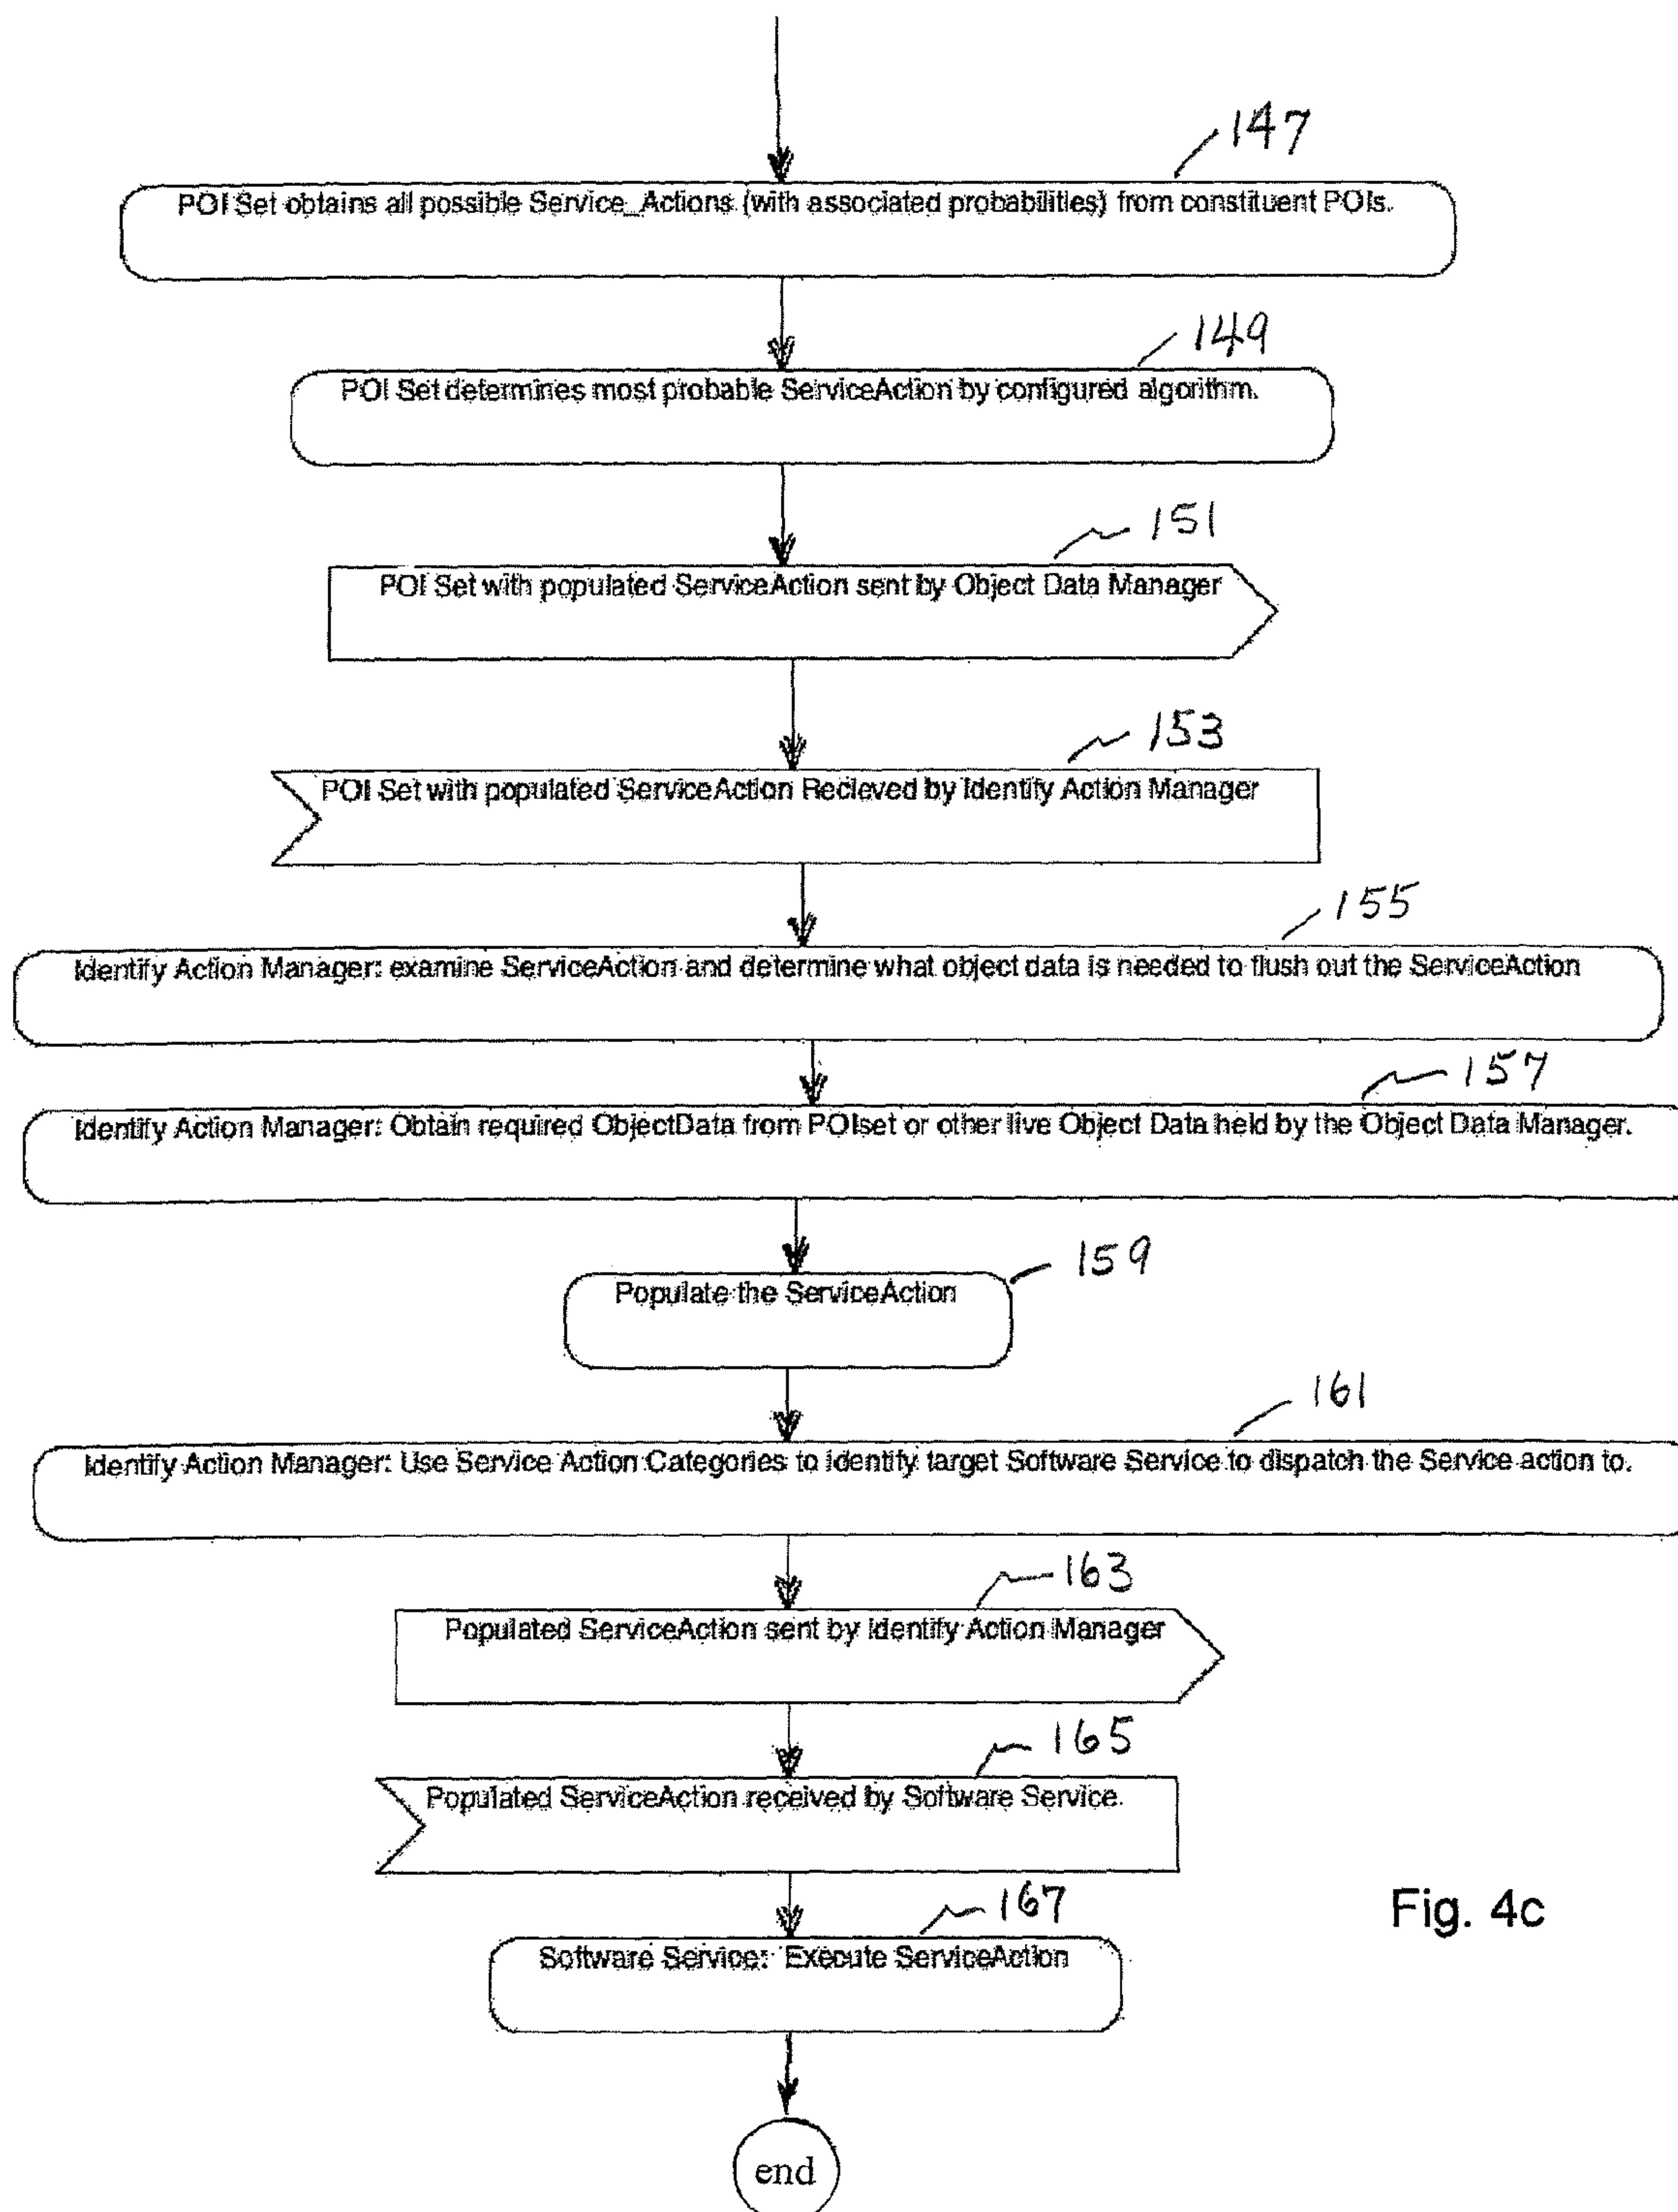 147
POI Set obtains all possible Service_Actions (with associated probabilities) from constituent POIs.
149
POI Set determines most probable ServiceAction by configured algorithm.
151
POI Set with populated ServiceAction sent by Object Data Manager
153
POI Set with populated ServiceAction Recieved by Identify Action Manager
155
Identify Action Manager: examine ServiceAction and determine what object data is needed to flush out the ServiceAction
157
Identify Action Manager: Obtain required ObjectData from POIset or other live Object Data held by the Object Data Manager.
159
Populate the ServiceAction
161
Identify Action Manager: Use Service Action Categories to identify target Software Service to dispatch the Service action to.
163
Populated ServiceAction sent by Identify Action Manager
165
Populated ServiceAction received by Software Service.
167
Software Service: Execute ServiceAction
Fig. 4c
end